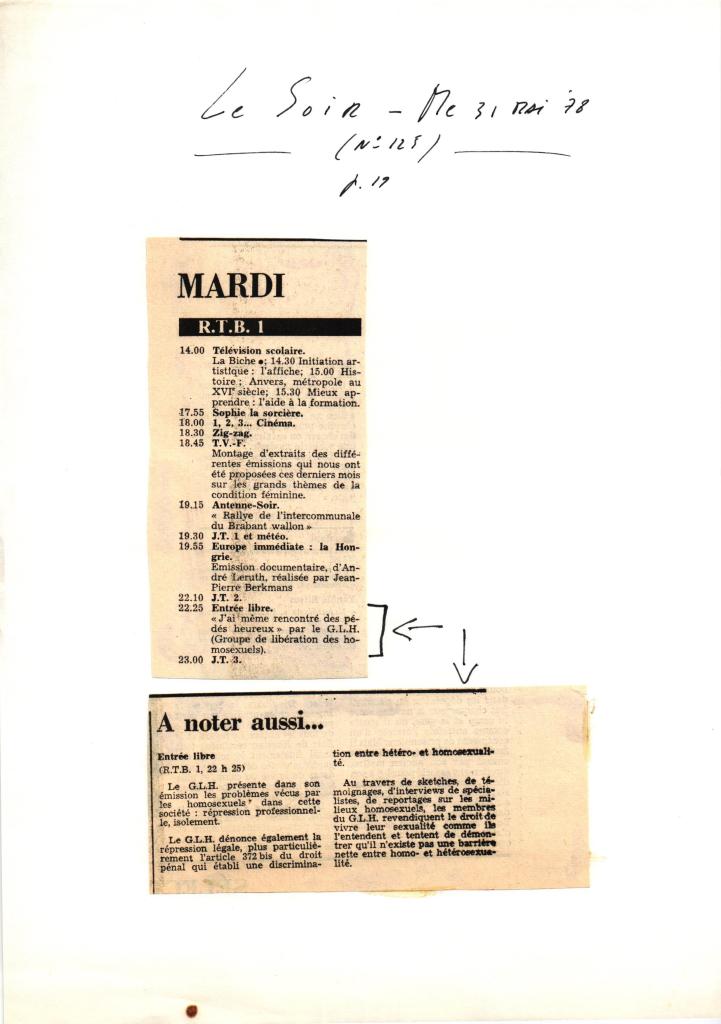 Le Soir - Me 31 mai '78
(N° 125)
p. 19
MARDI
R.T.B. 1
14.00 Télévision scolaire.
La Biche ●; 14.30 Initiation ar-
tistique : l'affiche; 15.00 His-
toire : Anvers, métropole au
XVIe siècle; 15.30 Mieux ap-
prendre : l'aide à la formation.
17.55 Sophie la sorcière.
18.00 1, 2, 3... Cinéma.
18.30 Zig-zag.
18.45 T.V.-F.
Montage d'extraits des diffé-
rentes émissions qui nous ont
été proposées ces derniers mois
sur les grands thèmes de la
condition féminine.
19.15 Antenne-Soir.
« Rallye de l'intercommunale
du Brabant wallon »
19.30 J.T. 1 et météo.
19.55 Europe immédiate : la Hon-
grie.
Emission documentaire, d'An-
dré Leruth, réalisée par Jean-
Pierre Berkmans
22.10 J.T. 2.
22.25 Entrée libre.
« J'ai même rencontré des pé-
dés heureux » par le G.L.H.
(Groupe de libération des ho-
mosexuels).
23.00 J.T. 3.
A noter aussi...
Entrée libre
(R.T.B. 1, 22 h 25)
Le G.L.H. présente dans son
émission les problèmes vécus par
les homosexuels dans cette
société : répression professionnel-
le, isolement.
Le G.L.H. dénonce également la
répression légale, plus particuliè-
rement l'article 372 bis du droit
pénal qui établi une discrimina-
tion entre hétéro- et homosexuali-
té.
Au travers de sketches, de té-
moignages, d'interviews de spécia-
listes, de reportages sur les mi-
lieux homosexuels, les membres
du G.L.H. revendiquent le droit de
vivre leur sexualité comme ils
l'entendent et tentent de démon-
trer qu'il n'existe pas une barrière
nette entre homo- et hétérosexua-
lité.